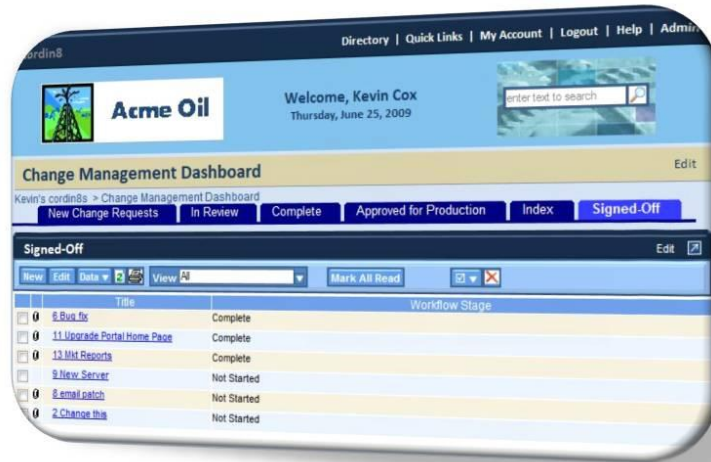 cordin8
Directory | Quick Links | My Account | Logout | Help | Admin
Acme Oil
Welcome, Kevin Cox
Thursday, June 25, 2009
enter text to search
Change Management Dashboard
Edit
Kevin's cordin8s > Change Management Dashboard
New Change Requests In Review Complete Approved for Production Index Signed-Off
Signed-Off
Edit
New Edit Data 2 View All Mark All Read
Title Workflow Stage
6 Bug fix Complete
11 Upgrade Portal Home Page Complete
13 Mkt Reports Complete
9 New Server Not Started
8 email patch Not Started
2 Change this Not Started